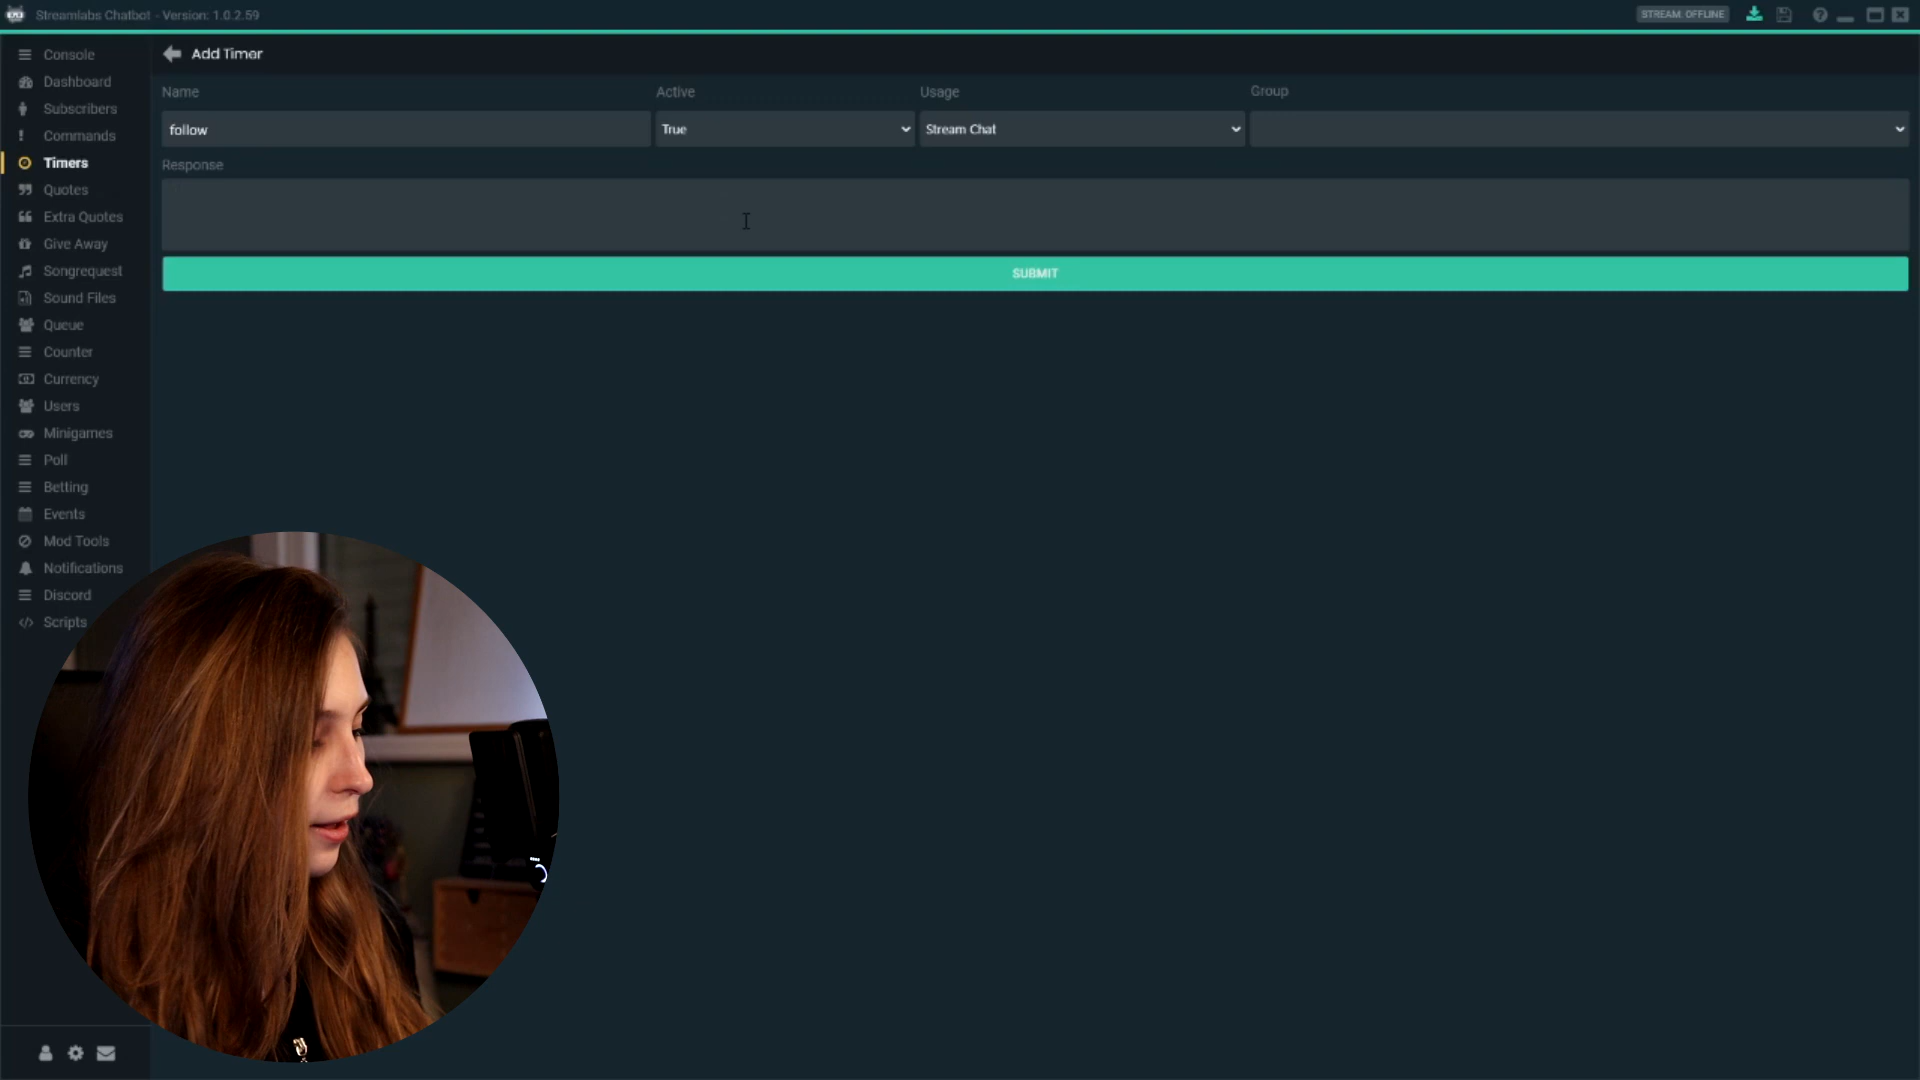 Streamlabs Chatbot - Version: 1.0.2.59
STREAM: OFFLINE
Console
Dashboard
Subscribers
Commands
Timers
Quotes
Extra Quotes
Give Away
Songrequest
Sound Files
Queue
Counter
Currency
Users
Minigames
Poll
Betting
Events
Mod Tools
Notifications
Discord
Scripts
Add Timer
Name
Active
Usage
Group
follow
True
Stream Chat
Response
SUBMIT